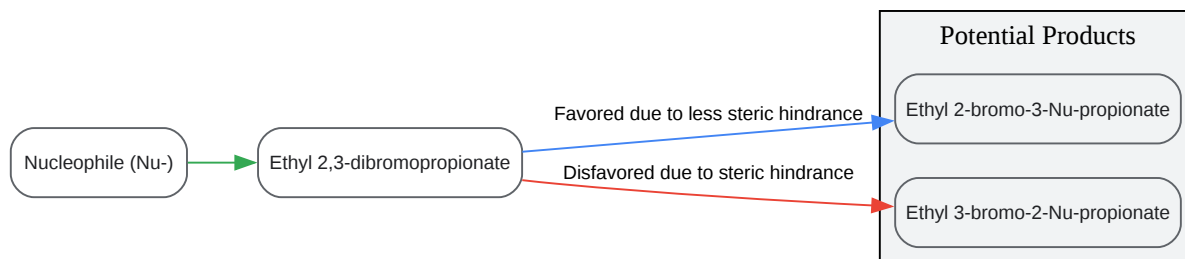 Potential Products
Ethyl 2-bromo-3-Nu-propionate
Favored due to less steric hindrance
Nucleophile (Nu-)
Ethyl 2,3-dibromopropionate
Disfavored due to steric hindrance
Ethyl 3-bromo-2-Nu-propionate